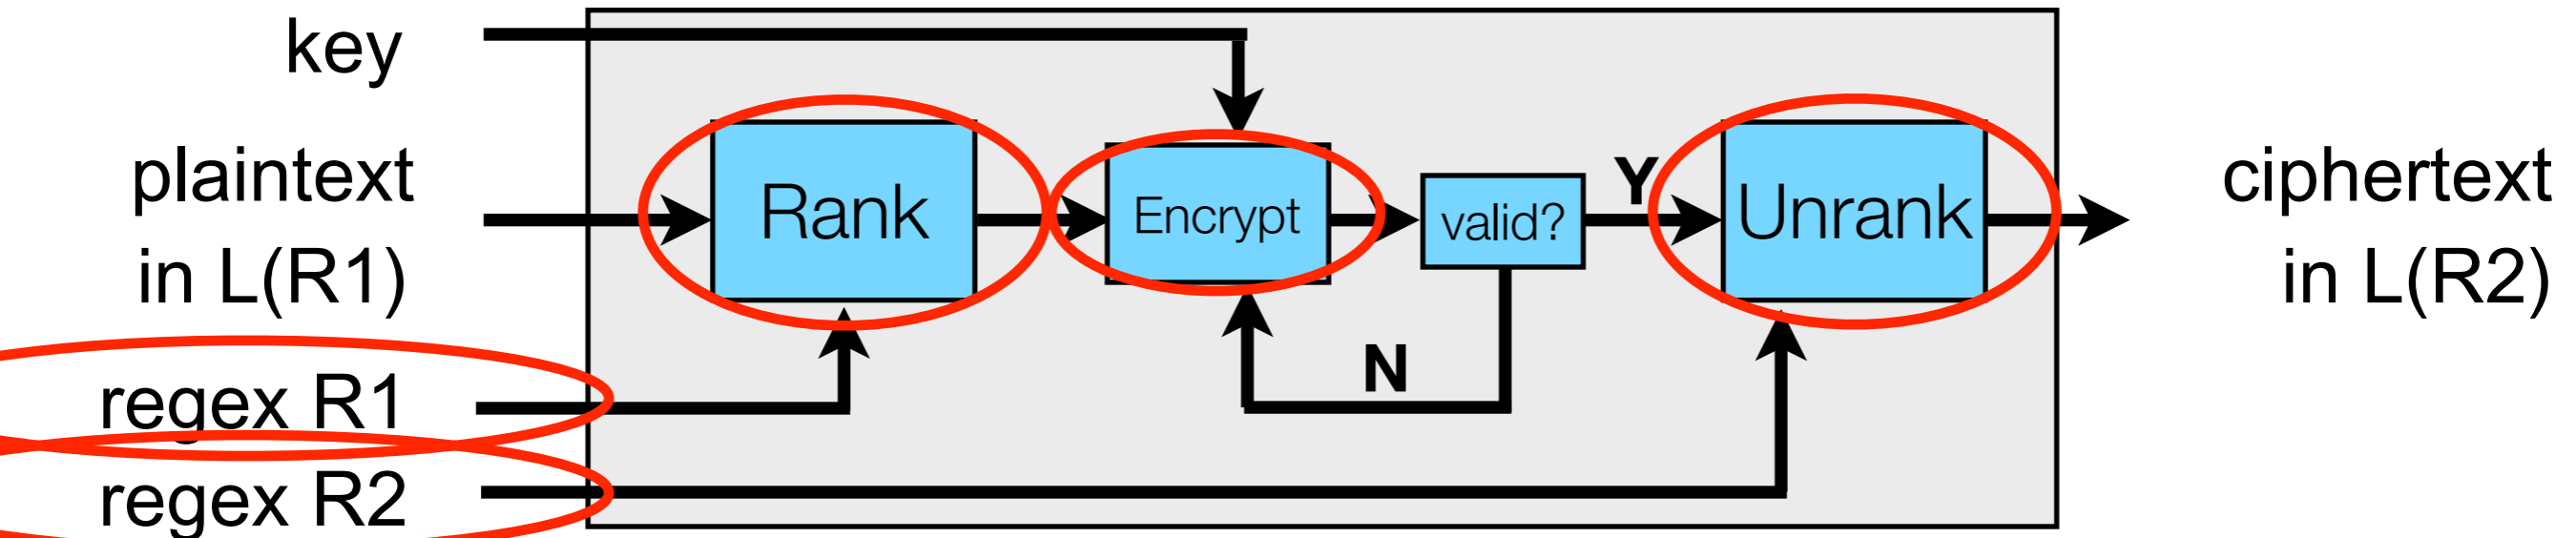 key
plaintext
in L(R1)
regex R1
regex R2
Rank
Encrypt
valid?
Y
N
Unrank
ciphertext
in L(R2)